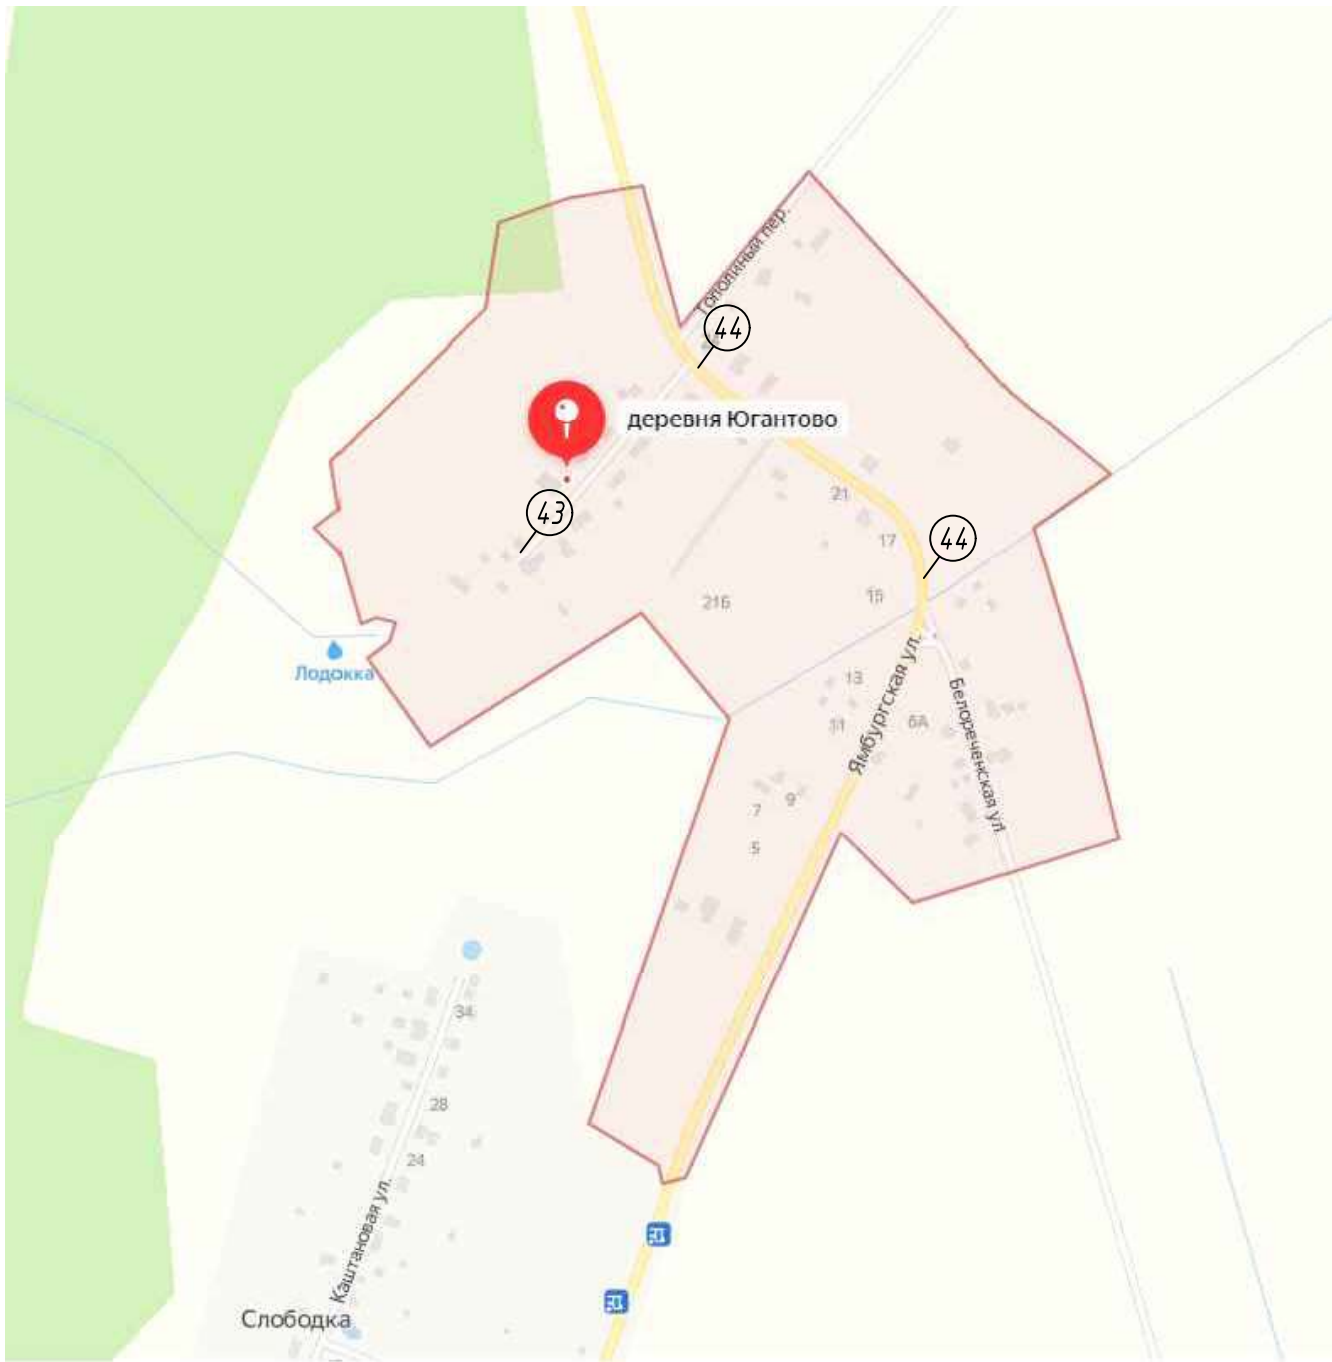 Тополиный пер.
44
деревня Югантово
43
21
17
44
15
21Б
Лодокка
Ямбургская ул.
13
11
6А
Белореченская ул.
7
9
5
34
28
24
Каштановая ул.
Слободка